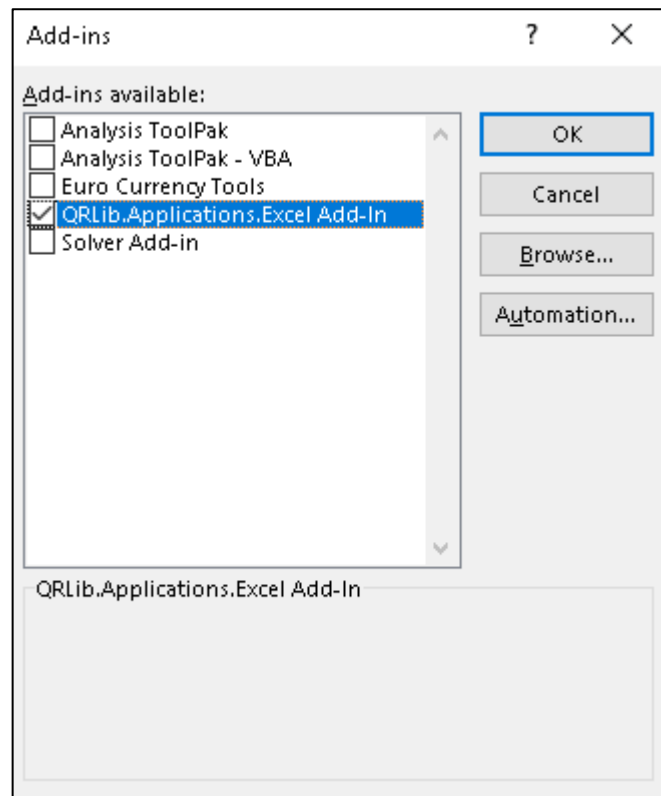 Add-ins
?
Add-ins available:
Analysis ToolPak
Analysis ToolPak - VBA
Euro Currency Tools
QRLib.Applications.Excel Add-In
Solver Add-in
OK
Cancel
Browse...
Automation...
QRLib.Applications.Excel Add-In